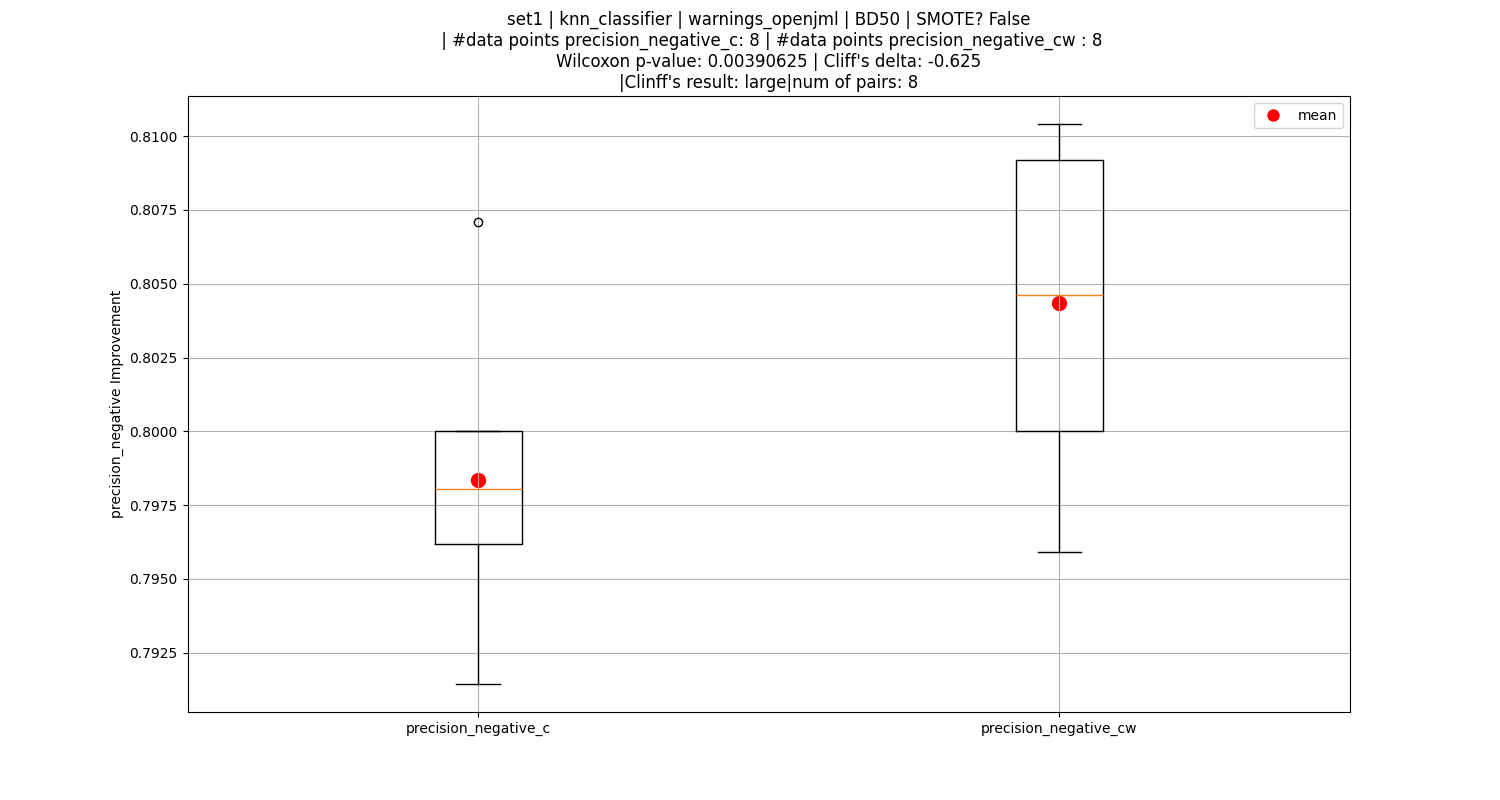 set1 | knn_classifier | warnings_openjml | BD50 | SMOTE? False
| #data points precision_negative_c: 8 | #data points precision_negative_cw : 8
Wilcoxon p-value: 0.00390625 | Cliff's delta: -0.625
|Clinff's result: large|num of pairs: 8
mean
0.8100
0.8075
0.8050
0.8025
0.8000
0.7975
0.7950
0.7925
precision_negative Improvement
precision_negative_c
precision_negative_cw